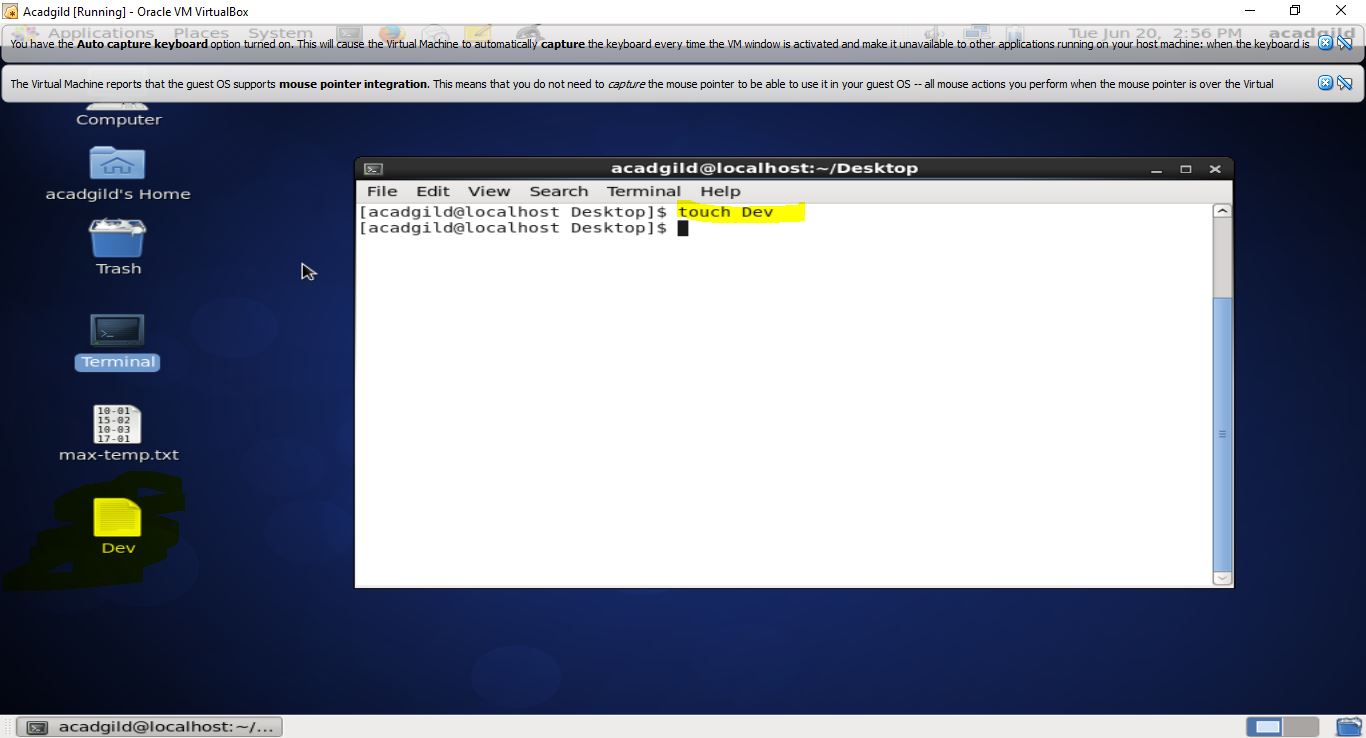 Acadgild [Running] - Oracle VM VirtualBox
Applications Places System Tue Jun 20, 2:56 PM acadgild
You have the Auto capture keyboard option turned on. This will cause the Virtual Machine to automatically capture the keyboard every time the VM window is activated and make it unavailable to other applications running on your host machine: when the keyboard is
The Virtual Machine reports that the guest OS supports mouse pointer integration. This means that you do not need to capture the mouse pointer to be able to use it in your guest OS -- all mouse actions you perform when the mouse pointer is over the Virtual
Computer
acadgild's Home
Trash
Terminal
10-01
15-02
10-03
17-01
max-temp.txt
Dev
acadgild@localhost:~/Desktop
File Edit View Search Terminal Help
[acadgild@localhost Desktop]$ touch Dev
[acadgild@localhost Desktop]$
acadgild@localhost:~/...